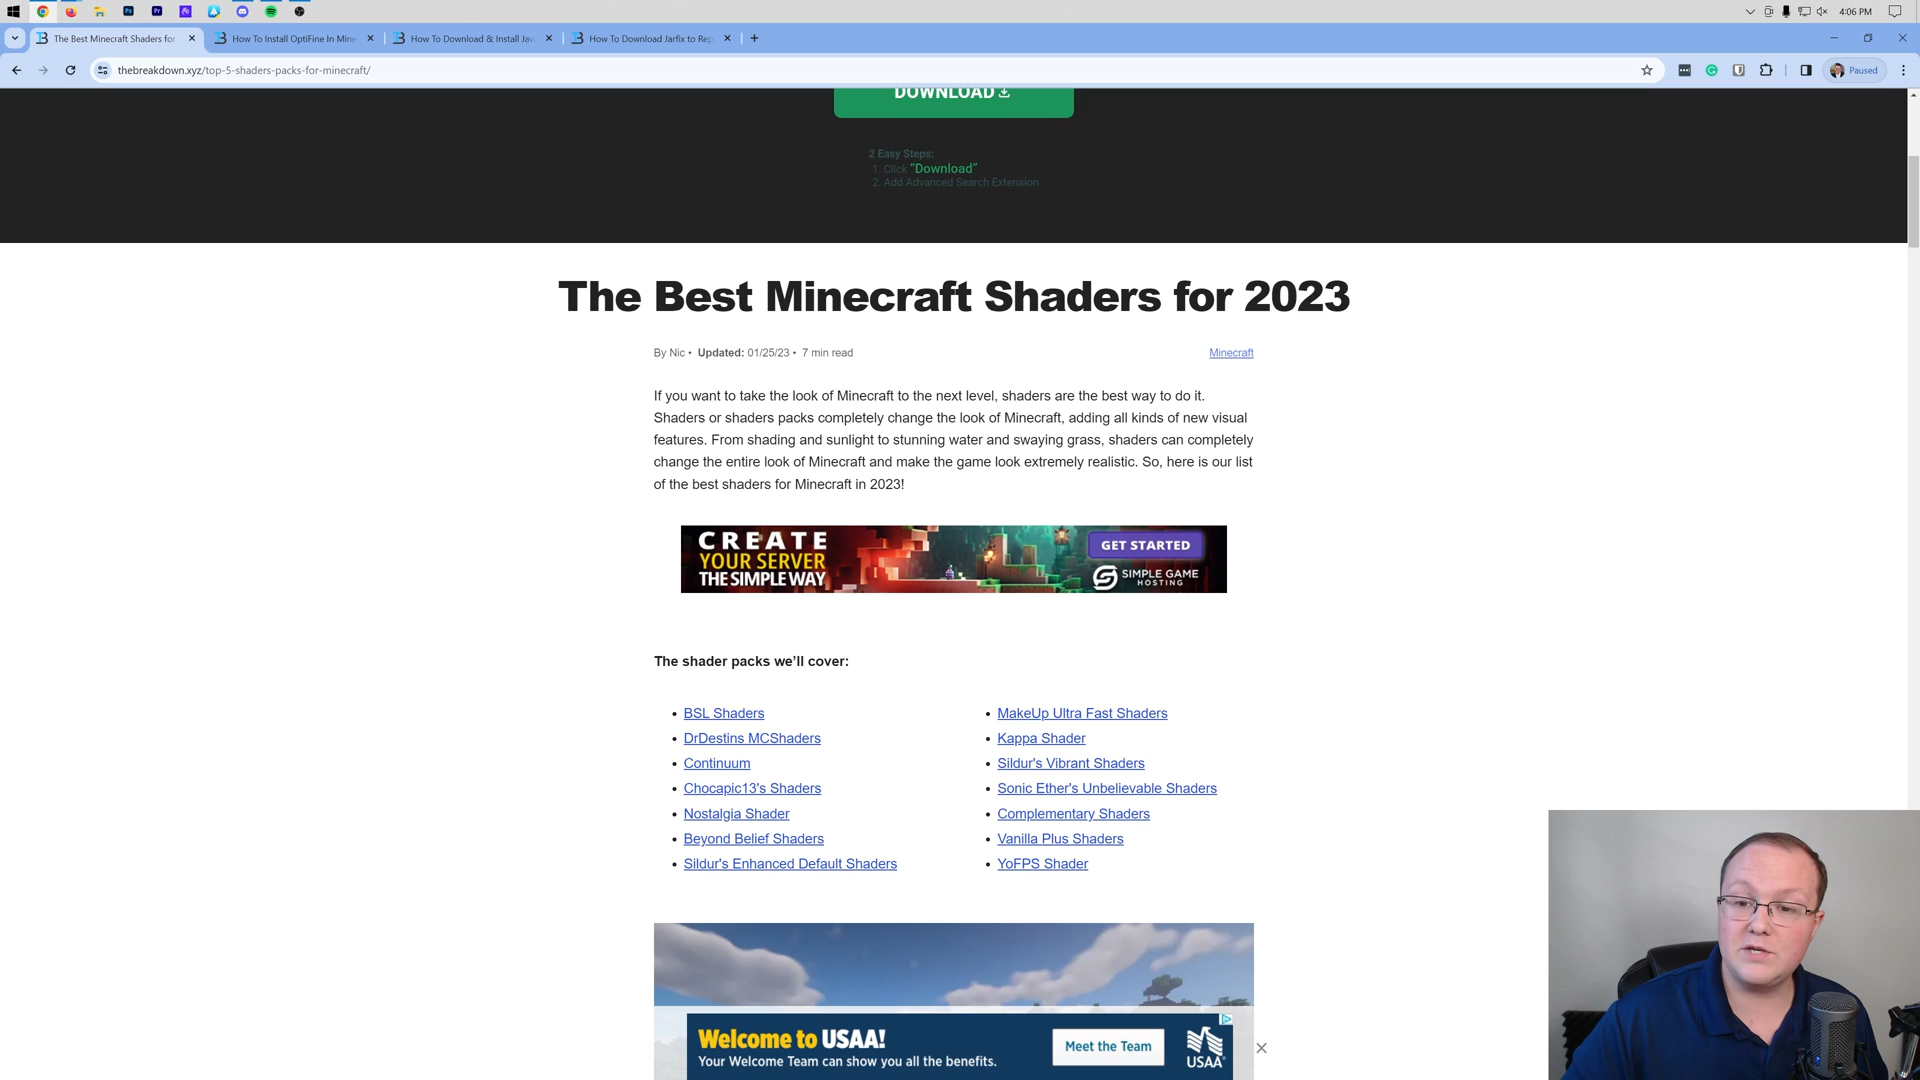 4:06 PM
The Best Minecraft Shaders for
How To Install OptiFine In Mine
How To Download & Install Jav
How To Download Jarfix to Rep
thebreakdown.xyz/top-5-shaders-packs-for-minecraft/
Paused
DOWNLOAD
2 Easy Steps:
1. Click "Download"
2. Add Advanced Search Extension
The Best Minecraft Shaders for 2023
By Nic • Updated: 01/25/23 • 7 min read
Minecraft
If you want to take the look of Minecraft to the next level, shaders are the best way to do it.
Shaders or shaders packs completely change the look of Minecraft, adding all kinds of new visual
features. From shading and sunlight to stunning water and swaying grass, shaders can completely
change the entire look of Minecraft and make the game look extremely realistic. So, here is our list
of the best shaders for Minecraft in 2023!
CREATE
YOUR SERVER
THE SIMPLE WAY
GET STARTED
SIMPLE GAME
HOSTING
The shader packs we'll cover:
• BSL Shaders
• DrDestins MCShaders
• Continuum
• Chocapic13's Shaders
• Nostalgia Shader
• Beyond Belief Shaders
• Sildur's Enhanced Default Shaders
• MakeUp Ultra Fast Shaders
• Kappa Shader
• Sildur's Vibrant Shaders
• Sonic Ether's Unbelievable Shaders
• Complementary Shaders
• Vanilla Plus Shaders
• YoFPS Shader
Welcome to USAA!
Your Welcome Team can show you all the benefits.
Meet the Team
USAA